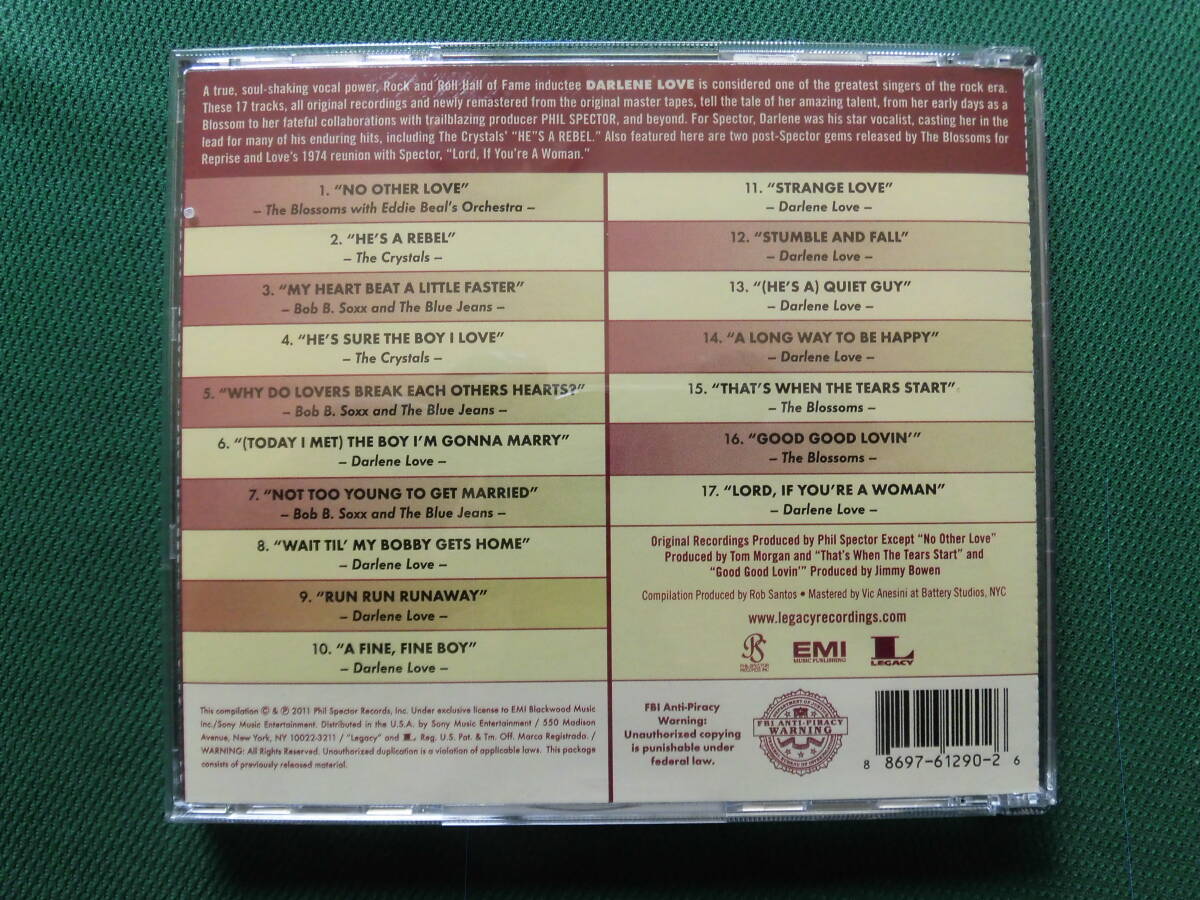 A true, soul-shaking vocal power, Rock and Roll Hall of Fame inductee DARLENE LOVE is considered one of the greatest singers of the rock era.
These 17 tracks, all original recordings and newly remastered from the original master tapes, tell the tale of her amazing talent, from her early days as a
Blossom to her fateful collaborations with trailblazing producer PHIL SPECTOR, and beyond. For Spector, Darlene was his star vocalist, casting her in the
lead for many of his enduring hits, including The Crystals' "HE"S A REBEL." Also featured here are two post-Spector gems released by The Blossoms for
Reprise and Love's 1974 reunion with Spector, "Lord, If You're A Woman."
1. "NO OTHER LOVE"
– The Blossoms with Eddie Beal's Orchestra –
2. "HE'S A REBEL"
– The Crystals –
3. "MY HEART BEAT A LITTLE FASTER"
– Bob B. Soxx and The Blue Jeans –
4. "HE'S SURE THE BOY I LOVE"
– The Crystals –
5. "WHY DO LOVERS BREAK EACH OTHERS HEARTS?"
– Bob B. Soxx and The Blue Jeans –
6. "(TODAY I MET) THE BOY I'M GONNA MARRY"
– Darlene Love –
7. "NOT TOO YOUNG TO GET MARRIED"
– Bob B. Soxx and The Blue Jeans –
8. "WAIT TIL' MY BOBBY GETS HOME"
– Darlene Love –
9. "RUN RUN RUNAWAY"
– Darlene Love –
10. "A FINE, FINE BOY"
– Darlene Love –
11. "STRANGE LOVE"
– Darlene Love –
12. "STUMBLE AND FALL"
– Darlene Love –
13. "(HE'S A) QUIET GUY"
– Darlene Love –
14. "A LONG WAY TO BE HAPPY"
– Darlene Love –
15. "THAT'S WHEN THE TEARS START"
– The Blossoms –
16. "GOOD GOOD LOVIN'"
– The Blossoms –
17. "LORD, IF YOU'RE A WOMAN"
– Darlene Love –
Original Recordings Produced by Phil Spector Except "No Other Love"
Produced by Tom Morgan and "That's When The Tears Start" and
"Good Good Lovin'" Produced by Jimmy Bowen
Compilation Produced by Rob Santos • Mastered by Vic Anesini at Battery Studios, NYC
www.legacyrecordings.com
PS
PHIL SPECTOR
RECORDS INC
EMI
MUSIC PUBLISHING
L
LEGACY
This compilation © & ℗ 2011 Phil Spector Records, Inc. Under exclusive license to EMI Blackwood Music
Inc./Sony Music Entertainment. Distributed in the U.S.A. by Sony Music Entertainment / 550 Madison
Avenue, New York, NY 10022-3211 / "Legacy" and L Reg. U.S. Pat. & Tm. Off. Marca Registrada. /
WARNING: All Rights Reserved. Unauthorized duplication is a violation of applicable laws. This package
consists of previously released material.
FBI Anti-Piracy
Warning:
Unauthorized copying
is punishable under
federal law.
FBI ANTI-PIRACY
WARNING
8 8697-61290-2 6